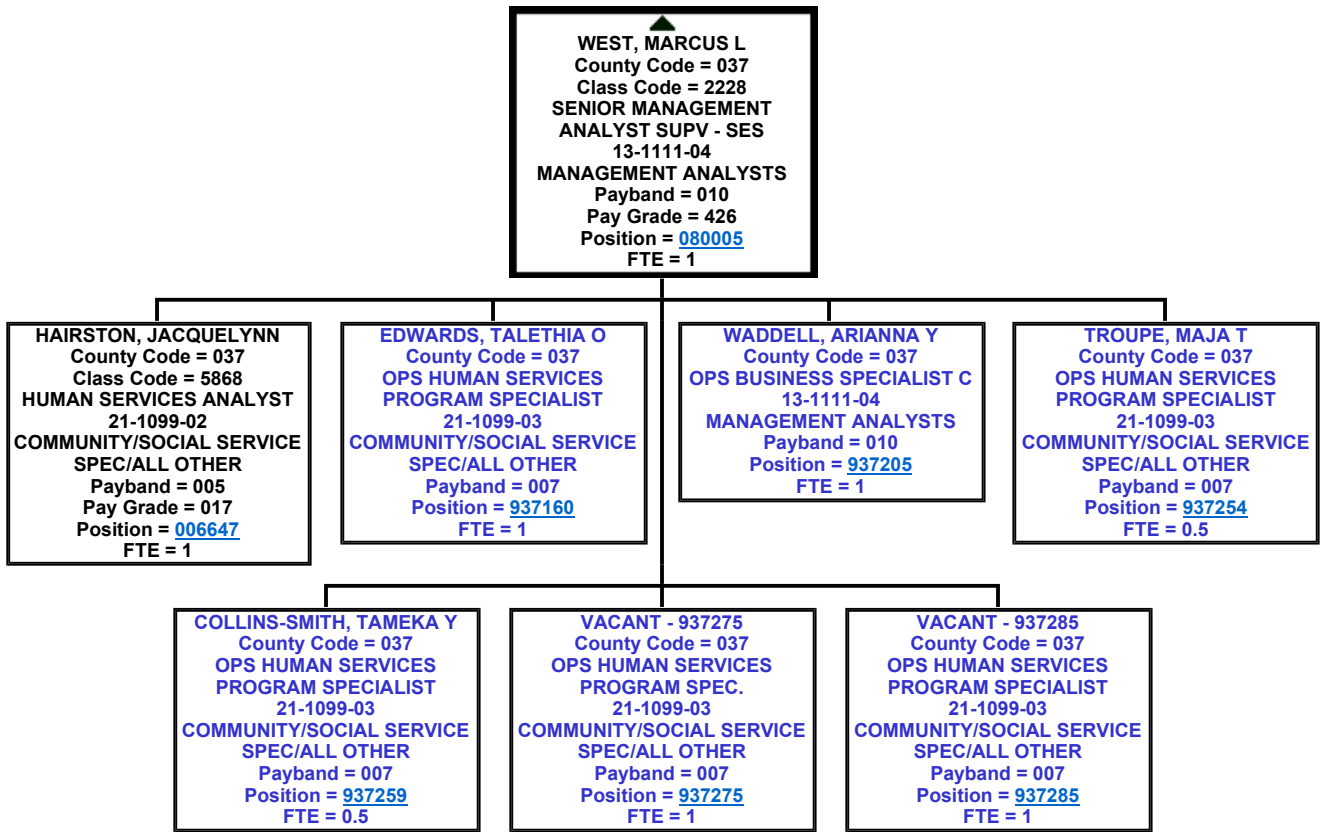 WEST, MARCUS L
County Code = 037
Class Code = 2228
SENIOR MANAGEMENT
ANALYST SUPV - SES
13-1111-04
MANAGEMENT ANALYSTS
Payband = 010
Pay Grade = 426
Position = 080005
FTE = 1
HAIRSTON, JACQUELYNN
County Code = 037
Class Code = 5868
HUMAN SERVICES ANALYST
21-1099-02
COMMUNITY/SOCIAL SERVICE
SPEC/ALL OTHER
Payband = 005
Pay Grade = 017
Position = 006647
FTE = 1
EDWARDS, TALETHIA O
County Code = 037
OPS HUMAN SERVICES
PROGRAM SPECIALIST
21-1099-03
COMMUNITY/SOCIAL SERVICE
SPEC/ALL OTHER
Payband = 007
Position = 937160
FTE = 1
WADDELL, ARIANNA Y
County Code = 037
OPS BUSINESS SPECIALIST C
13-1111-04
MANAGEMENT ANALYSTS
Payband = 010
Position = 937205
FTE = 1
TROUPE, MAJA T
County Code = 037
OPS HUMAN SERVICES
PROGRAM SPECIALIST
21-1099-03
COMMUNITY/SOCIAL SERVICE
SPEC/ALL OTHER
Payband = 007
Position = 937254
FTE = 0.5
COLLINS-SMITH, TAMEKA Y
County Code = 037
OPS HUMAN SERVICES
PROGRAM SPECIALIST
21-1099-03
COMMUNITY/SOCIAL SERVICE
SPEC/ALL OTHER
Payband = 007
Position = 937259
FTE = 0.5
VACANT - 937275
County Code = 037
OPS HUMAN SERVICES
PROGRAM SPEC.
21-1099-03
COMMUNITY/SOCIAL SERVICE
SPEC/ALL OTHER
Payband = 007
Position = 937275
FTE = 1
VACANT - 937285
County Code = 037
OPS HUMAN SERVICES
PROGRAM SPECIALIST
21-1099-03
COMMUNITY/SOCIAL SERVICE
SPEC/ALL OTHER
Payband = 007
Position = 937285
FTE = 1